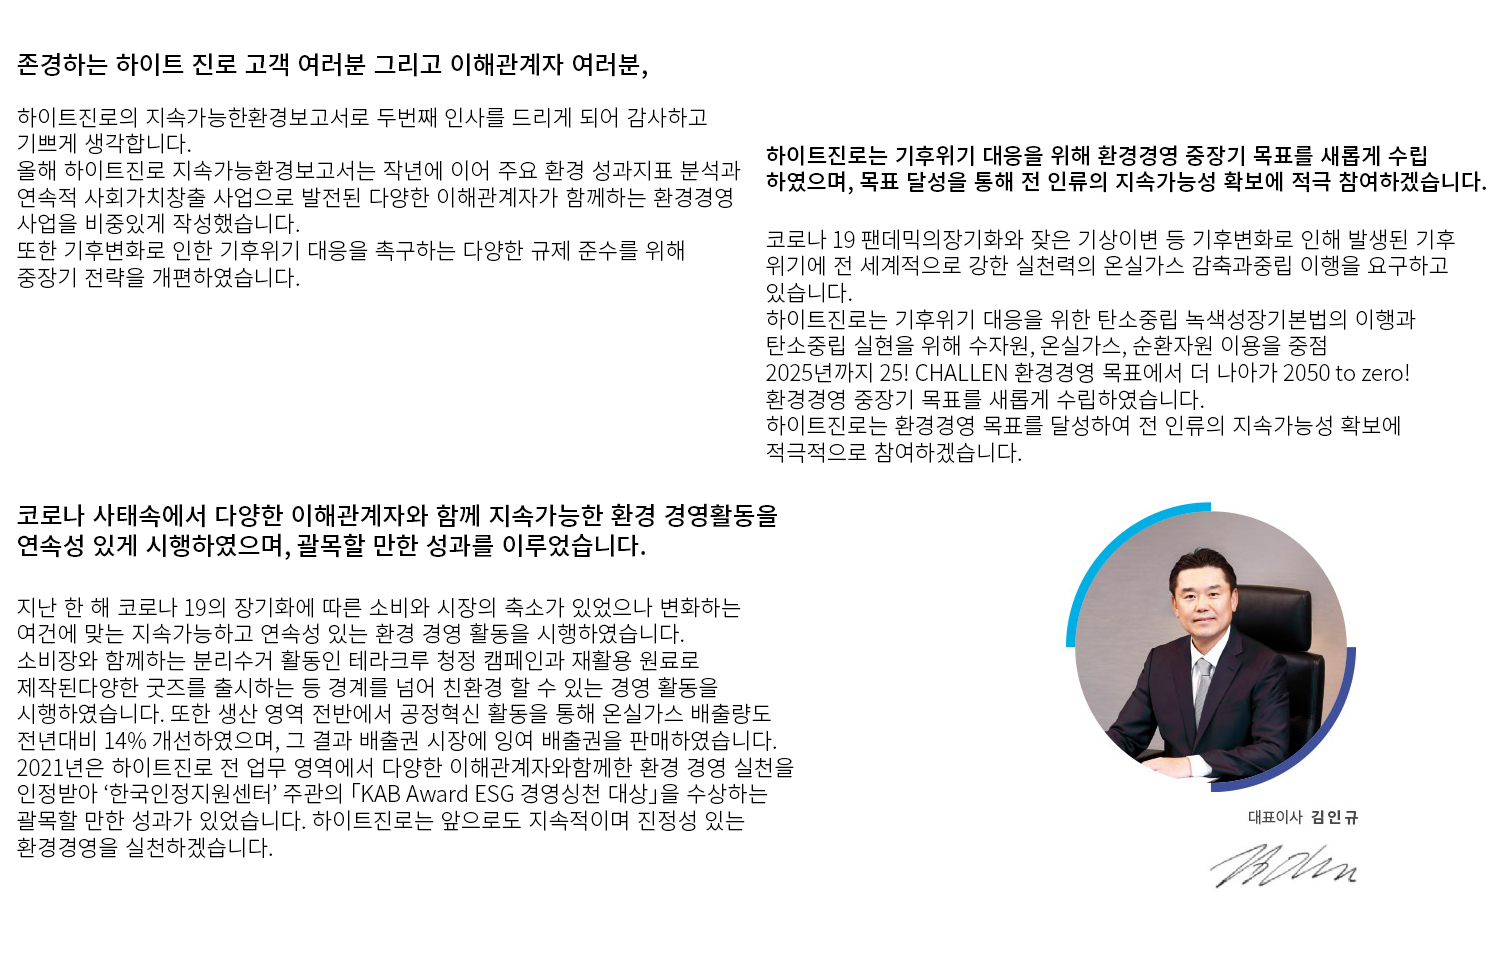 존경하는 하이트 진로 고객 여러분 그리고 이해관계자 여러분,
하이트진로의 지속가능한환경보고서로 두번째 인사를 드리게 되어 감사하고
기쁘게 생각합니다.
올해 하이트진로 지속가능환경보고서는 작년에 이어 주요 환경 성과지표 분석과
연속적 사회가치창출 사업으로 발전된 다양한 이해관계자가 함께하는 환경경영
사업을 비중있게 작성했습니다.
또한 기후변화로 인한 기후위기 대응을 촉구하는 다양한 규제 준수를 위해
중장기 전략을 개편하였습니다.
코로나 사태속에서 다양한 이해관계자와 함께 지속가능한 환경 경영활동을
연속성 있게 시행하였으며, 괄목할 만한 성과를 이루었습니다.
지난 한 해 코로나 19의 장기화에 따른 소비와 시장의 축소가 있었으나 변화하는
여건에 맞는 지속가능하고 연속성 있는 환경 경영 활동을 시행하였습니다.
소비장와 함께하는 분리수거 활동인 테라크루 청정 캠페인과 재활용 원료로
제작된다양한 굿즈를 출시하는 등 경계를 넘어 친환경 할 수 있는 경영 활동을
시행하였습니다. 또한 생산 영역 전반에서 공정혁신 활동을 통해 온실가스 배출량도
전년대비 14% 개선하였으며, 그 결과 배출권 시장에 잉여 배출권을 판매하였습니다.
2021년은 하이트진로 전 업무 영역에서 다양한 이해관계자와함께한 환경 경영 실천을
인정받아 ‘한국인정지원센터’ 주관의 「KAB Award ESG 경영싱천 대상」을 수상하는
괄목할 만한 성과가 있었습니다. 하이트진로는 앞으로도 지속적이며 진정성 있는
환경경영을 실천하겠습니다.
하이트진로는 기후위기 대응을 위해 환경경영 중장기 목표를 새롭게 수립
하였으며, 목표 달성을 통해 전 인류의 지속가능성 확보에 적극 참여하겠습니다.
코로나 19 팬데믹의장기화와 잦은 기상이변 등 기후변화로 인해 발생된 기후
위기에 전 세계적으로 강한 실천력의 온실가스 감축과중립 이행을 요구하고
있습니다.
하이트진로는 기후위기 대응을 위한 탄소중립 녹색성장기본법의 이행과
탄소중립 실현을 위해 수자원, 온실가스, 순환자원 이용을 중점
2025년까지 25! CHALLEN 환경경영 목표에서 더 나아가 2050 to zero!
환경경영 중장기 목표를 새롭게 수립하였습니다.
하이트진로는 환경경영 목표를 달성하여 전 인류의 지속가능성 확보에
적극적으로 참여하겠습니다.
대표이사 김인규